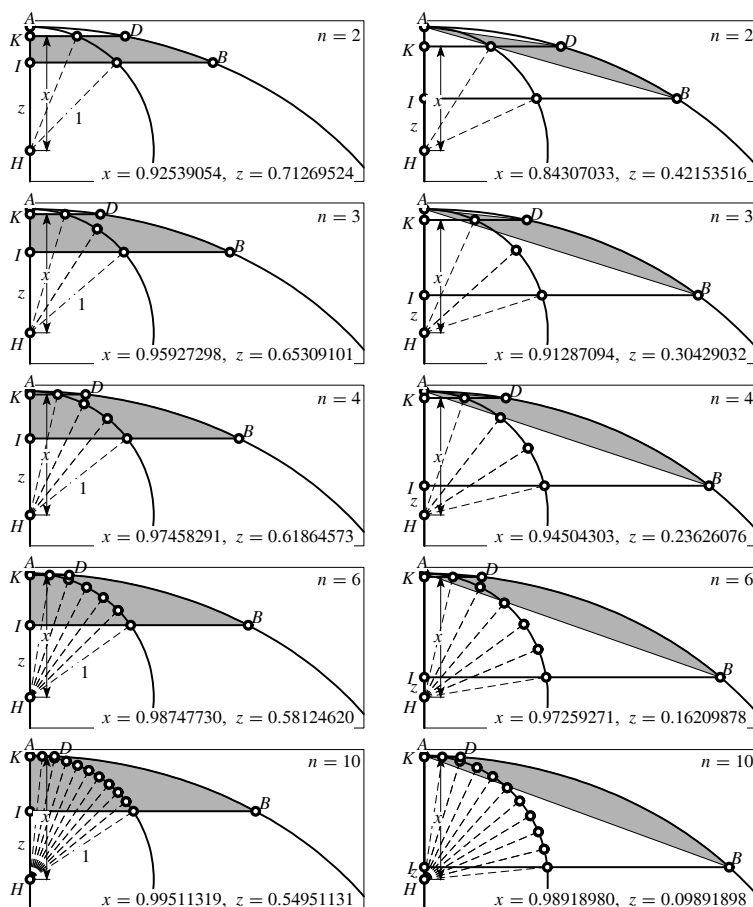 A
K D n = 2
I B
z x
1
H
x = 0.92539054, z = 0.71269524
A
K D n = 2
I B
z x
H
x = 0.84307033, z = 0.42153516
A
K D n = 3
I B
z x
1
H
x = 0.95927298, z = 0.65309101
A
K D n = 3
I B
z x
H
x = 0.91287094, z = 0.30429032
A
K D n = 4
I B
z x
1
H
x = 0.97458291, z = 0.61864573
A
K D n = 4
x
I B
z
H
x = 0.94504303, z = 0.23626076
A
K D n = 6
I B
z x
1
H
x = 0.98747730, z = 0.58124620
A
K D n = 6
x
I B
z
H
x = 0.97259271, z = 0.16209878
A
K D n = 10
I x B
z 1
H
x = 0.99511319, z = 0.54951131
A
K D n = 10
x
I B
z
H
x = 0.98918980, z = 0.09891898